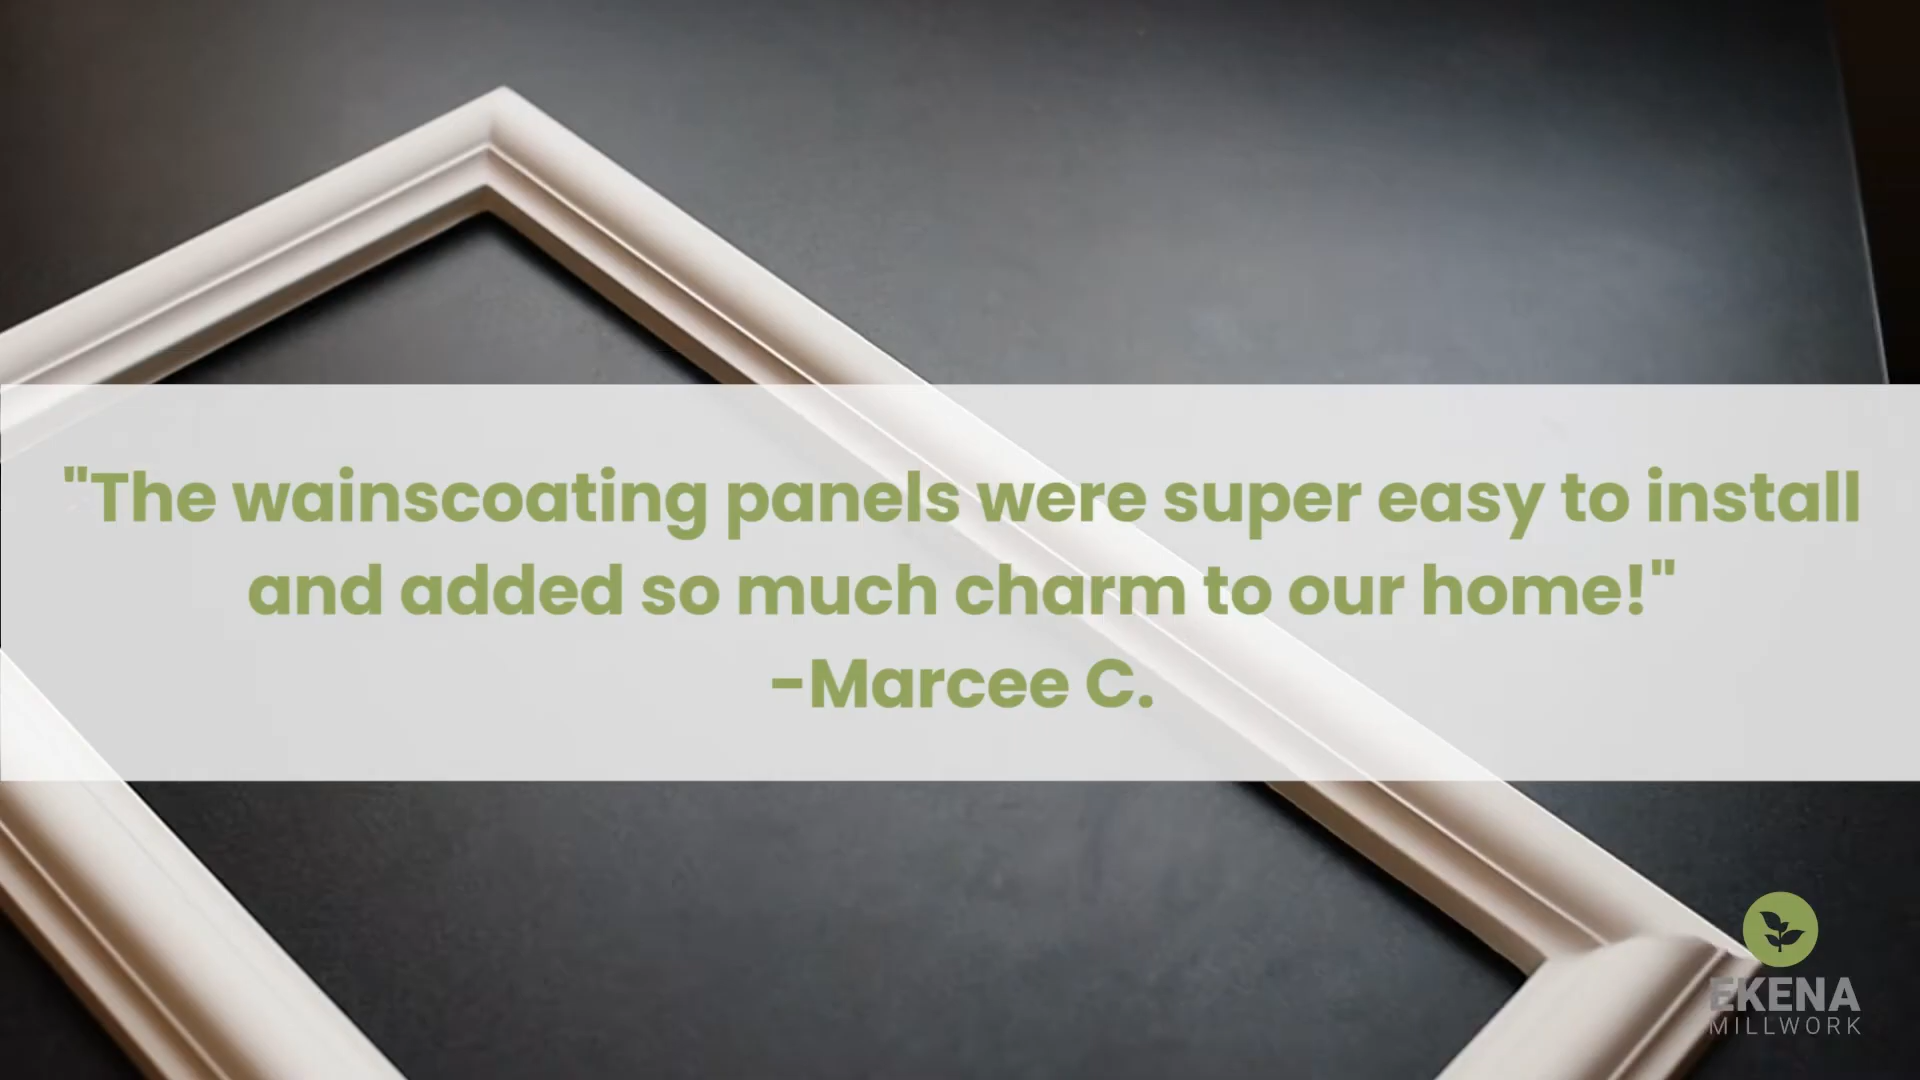 "The wainscoating panels were super easy to install
and added so much charm to our home!"
-Marcee C.
EKENA
MILLWORK